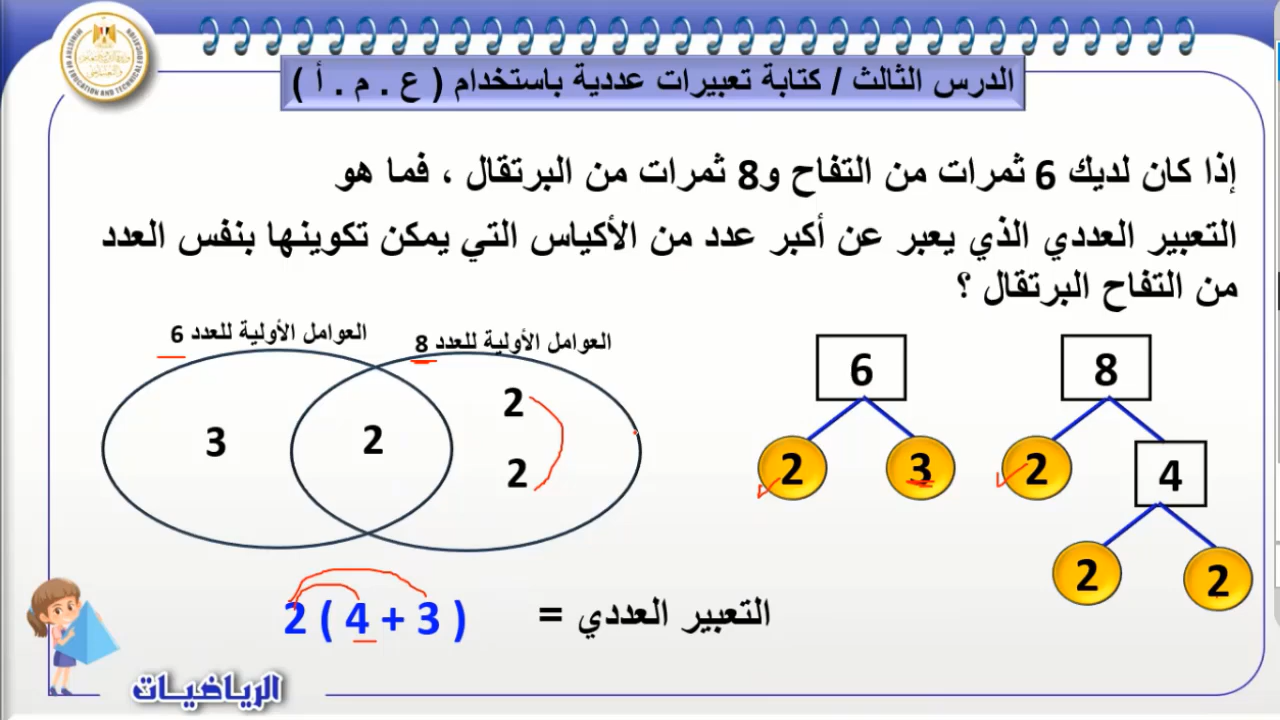 الدرس الثالث / كتابة تعبيرات عددية باستخدام ( ع . م . أ )
إذا كان لديك 6 ثمرات من التفاح و8 ثمرات من البرتقال ، فما هو
التعبير العددي الذي يعبر عن أكبر عدد من الأكياس التي يمكن تكوينها بنفس العدد
من التفاح البرتقال ؟
العوامل الأولية للعدد 8
العوامل الأولية للعدد 6
8
6
2
4
2
3
2
2
2
2
2
3
التعبير العددي =
2 ( 4 + 3 )
الرياضيات